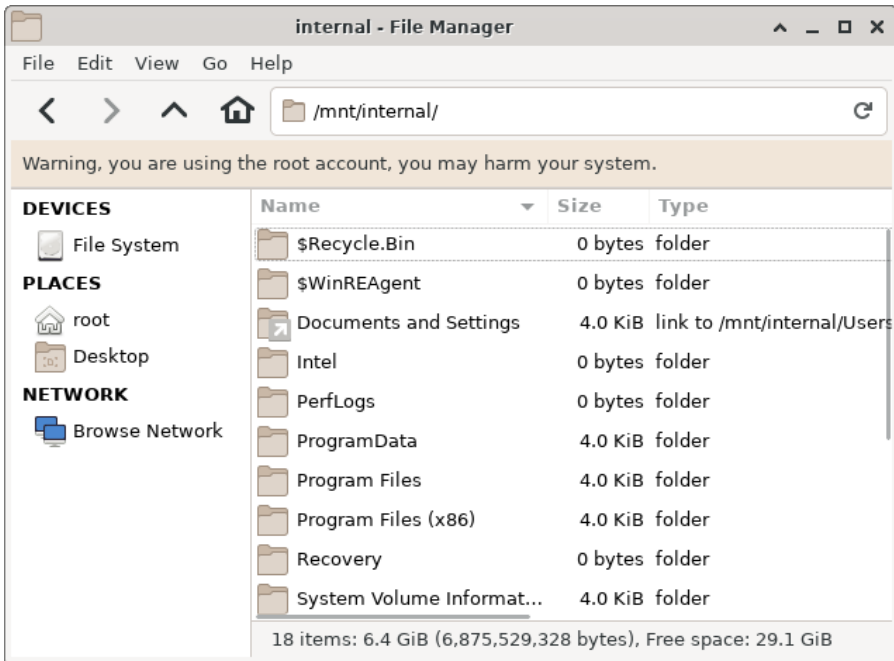 internal - File Manager
File Edit View Go Help
/mnt/internal/
Warning, you are using the root account, you may harm your system.
DEVICES
File System
PLACES
root
Desktop
NETWORK
Browse Network
Name Size Type
$Recycle.Bin 0 bytes folder
$WinREAgent 0 bytes folder
Documents and Settings 4.0 KiB link to /mnt/internal/Users
Intel 0 bytes folder
PerfLogs 0 bytes folder
ProgramData 4.0 KiB folder
Program Files 4.0 KiB folder
Program Files (x86) 4.0 KiB folder
Recovery 0 bytes folder
System Volume Informat... 4.0 KiB folder
18 items: 6.4 GiB (6,875,529,328 bytes), Free space: 29.1 GiB